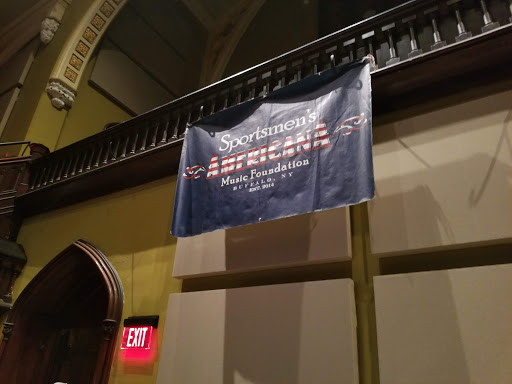 Sportsmen's
AMERICANA
Music Foundation
BUFFALO, NY
EST. 2014
EXIT